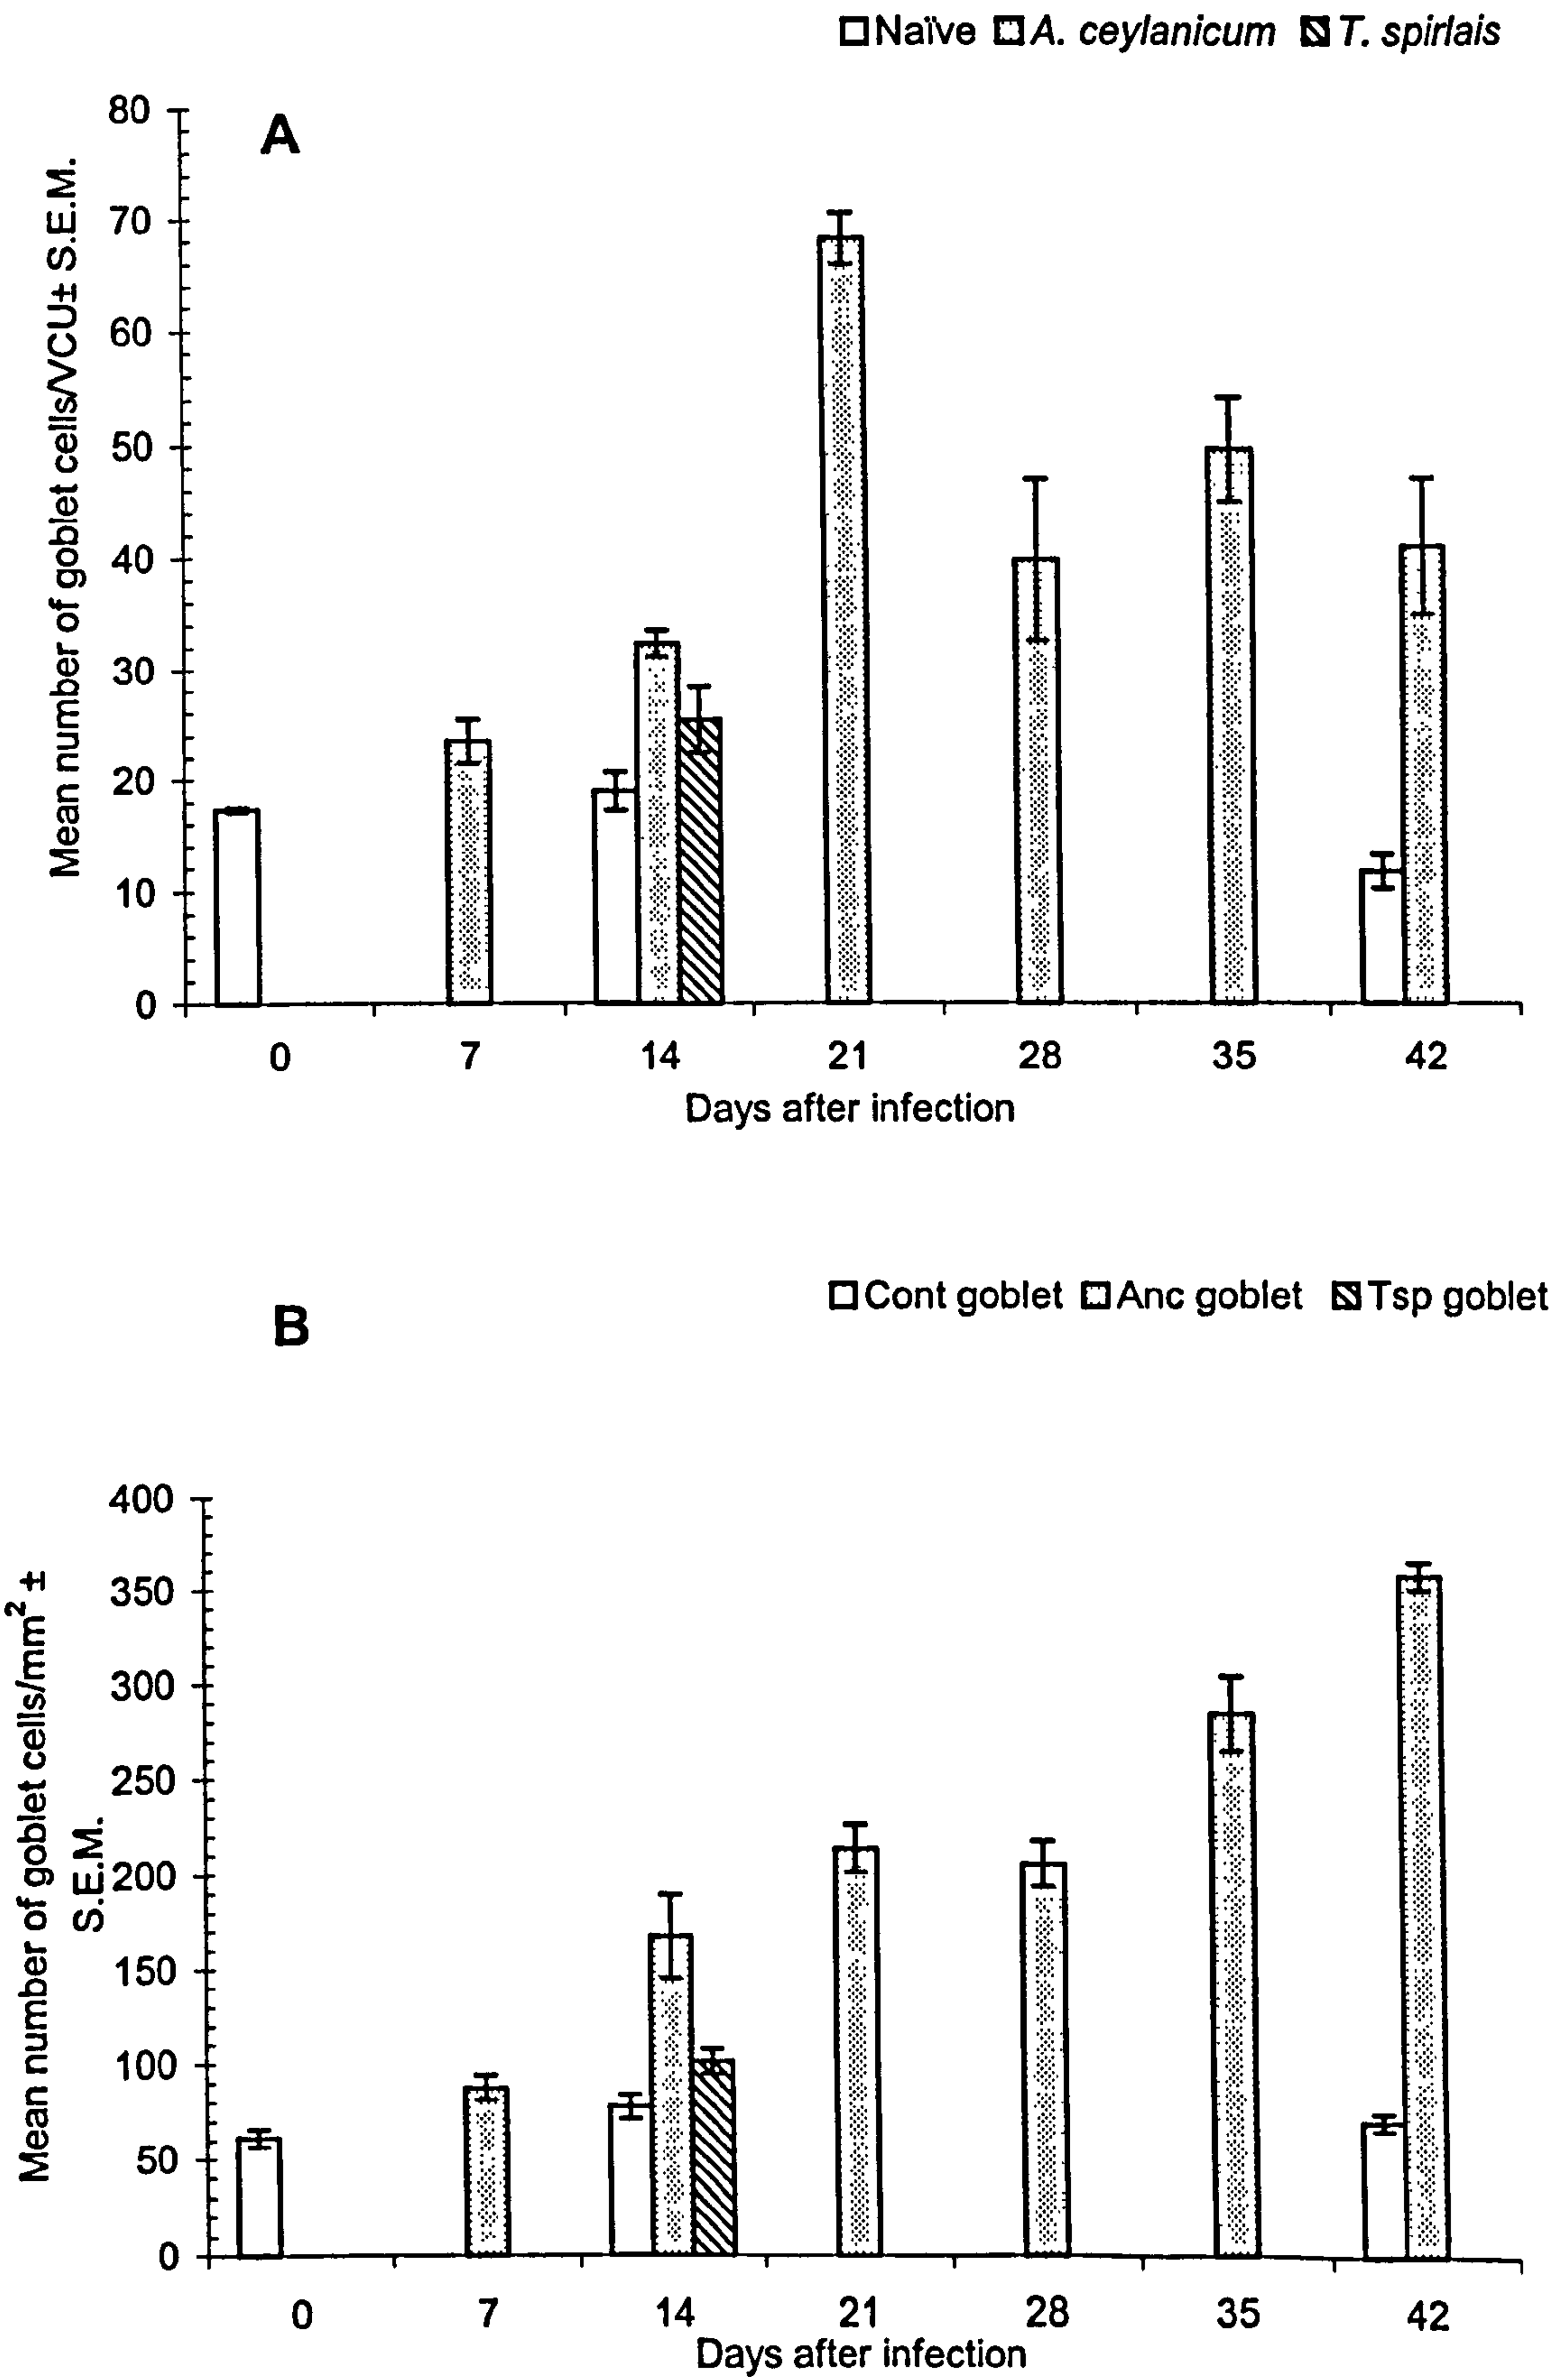 Naïve A. ceylanicum T. spirlais
A
Mean number of goblet cells/VCU± S.E.M.
80
70
60
50
40
30
20
10
0
0 7 14 21 28 35 42
Days after infection
Cont goblet Anc goblet Tsp goblet
B
Mean number of goblet cells/mm² ±
S.E.M.
400
350
300
250
200
150
100
50
0
0 7 14 21 28 35 42
Days after infection